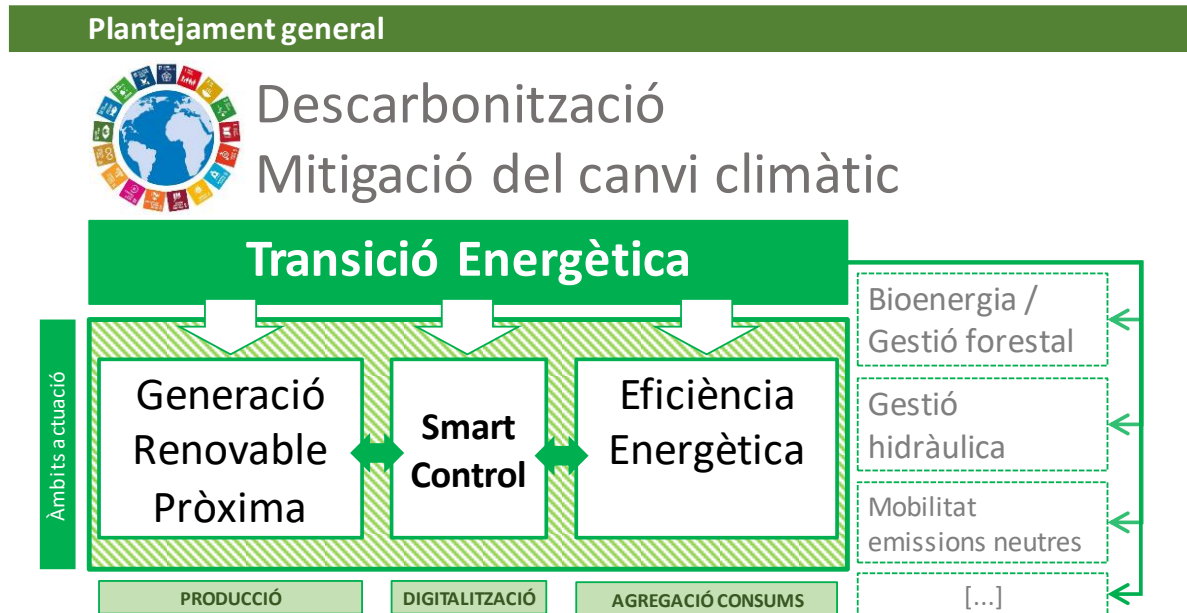 Plantejament general
Descarbonització
Mitigació del canvi climàtic
Transició Energètica
Àmbits actuació
Generació
Renovable
Pròxima
Smart
Control
Eficiència
Energètica
Bioenergia /
Gestió forestal
Gestió
hidràulica
Mobilitat
emissions neutres
[...]
PRODUCCIÓ
DIGITALITZACIÓ
AGREGACIÓ CONSUMS